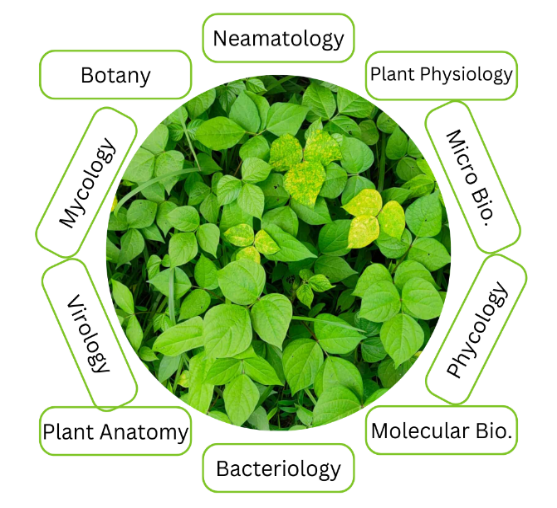 Neamatology
Botany
Plant Physiology
Mycology
Micro Bio.
Virology
Phycology
Plant Anatomy
Molecular Bio.
Bacteriology